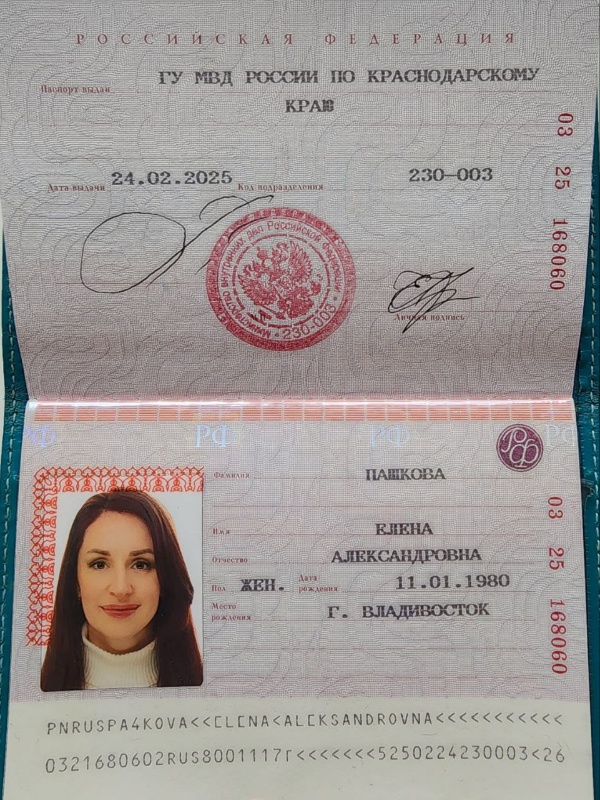 РОССИЙСКАЯ ФЕДЕРАЦИЯ
Паспорт выдан ГУ МВД РОССИИ ПО КРАСНОДАРСКОМУ
КРАЮ
Дата выдачи 24.02.2025 Код подразделения 230-003
03 25 168060
Министерство внутренних дел Российской Федерации
230-003
Личная подпись
РФ РФ РФ РФ
РФ
Фамилия ПАШКОВА
Имя ЕЛЕНА
Отчество АЛЕКСАНДРОВНА
Пол ЖЕН. Дата рождения 11.01.1980
Место рождения Г. ВЛАДИВОСТОК
03 25 168060
PNRUSPA4KOVA<<ELENA<ALEKSANDROVNA<<<<<<<<<<<
0321680602RUS8001117F<<<<<<<5250224230003<26